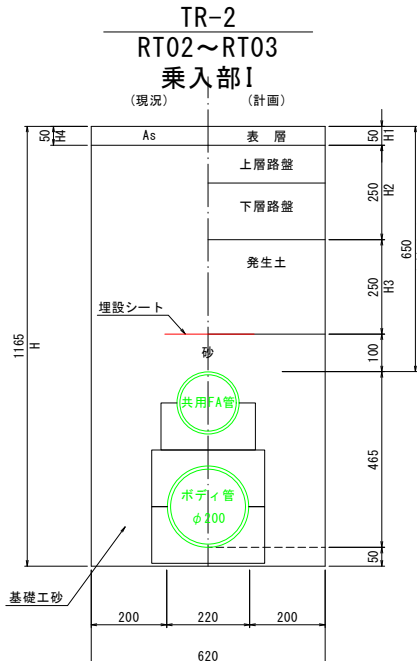 TR-2
RT02～RT03
乗入部Ⅰ
(現況) (計画)
50 H4 As 表層 50 H1
上層路盤
下層路盤
250 H2
発生土
250 H3
650
埋設シート
砂
100
1165 H
共用FA管
465
ボディ管
φ200
50
基礎工砂
200 220 200
620